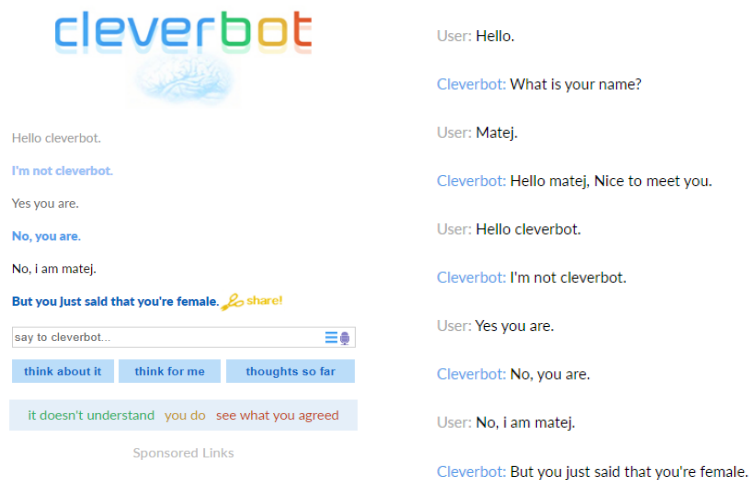 cleverbot
Hello cleverbot.
I'm not cleverbot.
Yes you are.
No, you are.
No, i am matej.
But you just said that you're female. share!
say to cleverbot...
think about it think for me thoughts so far
it doesn't understand you do see what you agreed
Sponsored Links
User: Hello.
Cleverbot: What is your name?
User: Matej.
Cleverbot: Hello matej, Nice to meet you.
User: Hello cleverbot.
Cleverbot: I'm not cleverbot.
User: Yes you are.
Cleverbot: No, you are.
User: No, i am matej.
Cleverbot: But you just said that you're female.